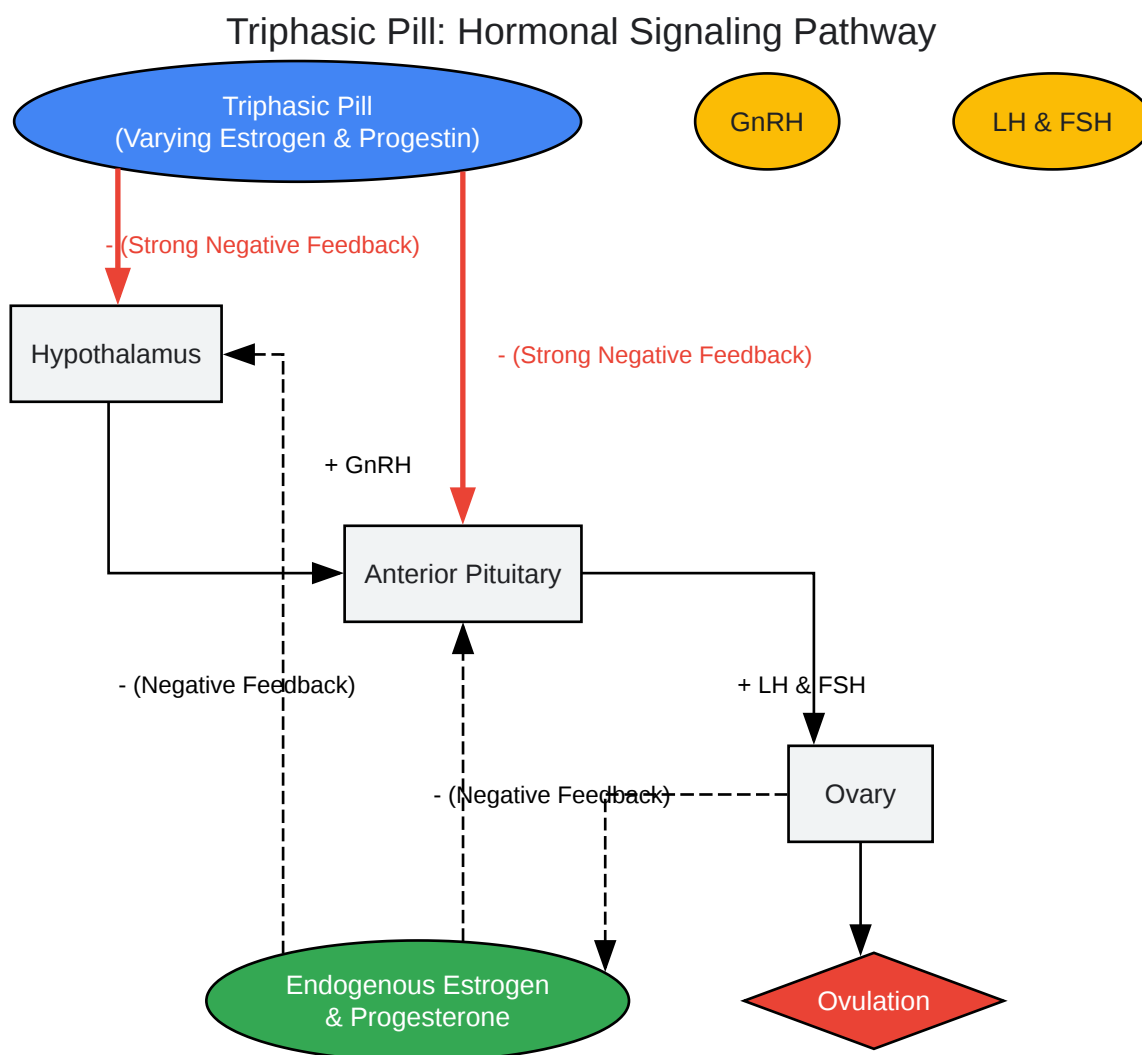 Triphasic Pill: Hormonal Signaling Pathway
Triphasic Pill
(Varying Estrogen & Progestin)
GnRH
LH & FSH
- (Strong Negative Feedback)
Hypothalamus
- (Strong Negative Feedback)
+ GnRH
Anterior Pituitary
- (Negative Feedback)
+ LH & FSH
- (Negative Feedback)
Ovary
Endogenous Estrogen
& Progesterone
Ovulation